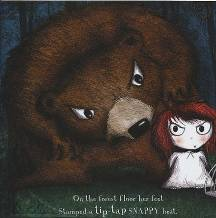 On the forest floor her feet
Stamped a tip-tap SNAPPY beat.